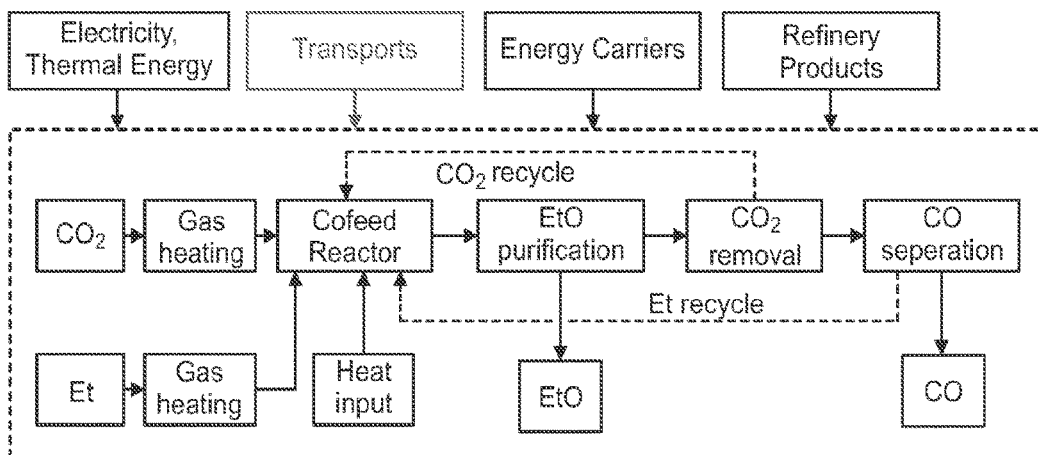 Electricity,
Thermal Energy
Transports
Energy Carriers
Refinery
Products
CO₂ recycle
CO₂
Gas
heating
Cofeed
Reactor
EtO
purification
CO₂
removal
CO
seperation
Et recycle
Et
Gas
heating
Heat
input
EtO
CO